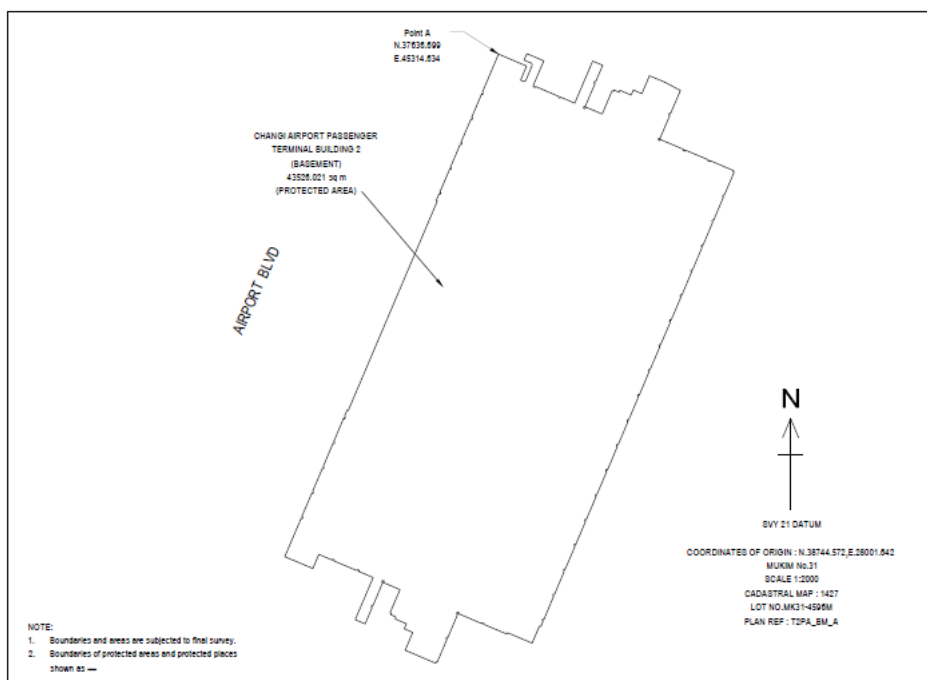 Point A
N.37636.699
E.45314.634
CHANGI AIRPORT PASSENGER
TERMINAL BUILDING 2
(BASEMENT)
43526.021 sq m
(PROTECTED AREA)
AIRPORT BLVD
N
SVY 21 DATUM
COORDINATES OF ORIGIN : N.38744.572,E.28001.642
MUKIM No.31
SCALE 1:2000
CADASTRAL MAP : 1427
LOT NO.MK31-4596M
PLAN REF : T2PA_BM_A
NOTE:
1. Boundaries and areas are subjected to final survey.
2. Boundaries of protected areas and protected places
shown as —